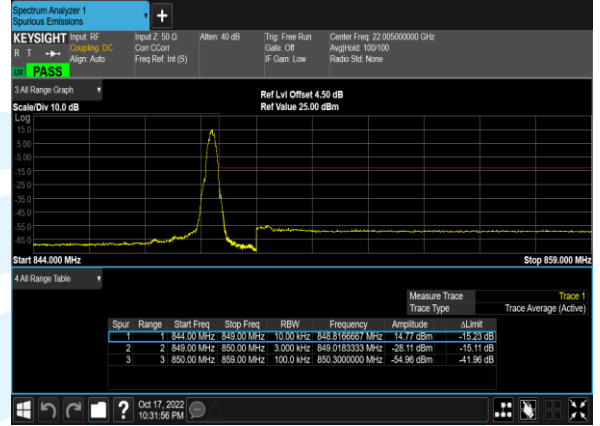 Spectrum Analyzer 1
Spurious Emissions
KEYSIGHT Input: RF Input Z: 50 Ω Atten: 40 dB Trig: Free Run Center Freq: 22.005000000 GHz
R T Coupling: DC Corr CCorr Gate: Off Avg|Hold: 100/100
Align: Auto Freq Ref: Int (S) IF Gain: Low Radio Std: None
LV PASS
3 All Range Graph
Ref Lvl Offset 4.50 dB
Scale/Div 10.0 dB Ref Value 25.00 dBm
Log
15.0
5.00
-5.00
-15.0
-25.0
-35.0
-45.0
-55.0
-65.0
Start 844.000 MHz Stop 859.000 MHz
4 All Range Table
Measure Trace Trace 1
Trace Type Trace Average (Active)
Spur Range Start Freq Stop Freq RBW Frequency Amplitude ΔLimit
1 1 844.00 MHz 849.00 MHz 10.00 kHz 848.8166667 MHz 14.77 dBm -15.23 dB
2 2 849.00 MHz 850.00 MHz 3.000 kHz 849.0183333 MHz -28.11 dBm -15.11 dB
3 3 850.00 MHz 859.00 MHz 100.0 kHz 850.3000000 MHz -54.96 dBm -41.96 dB
? Oct 17, 2022
10:31:56 PM